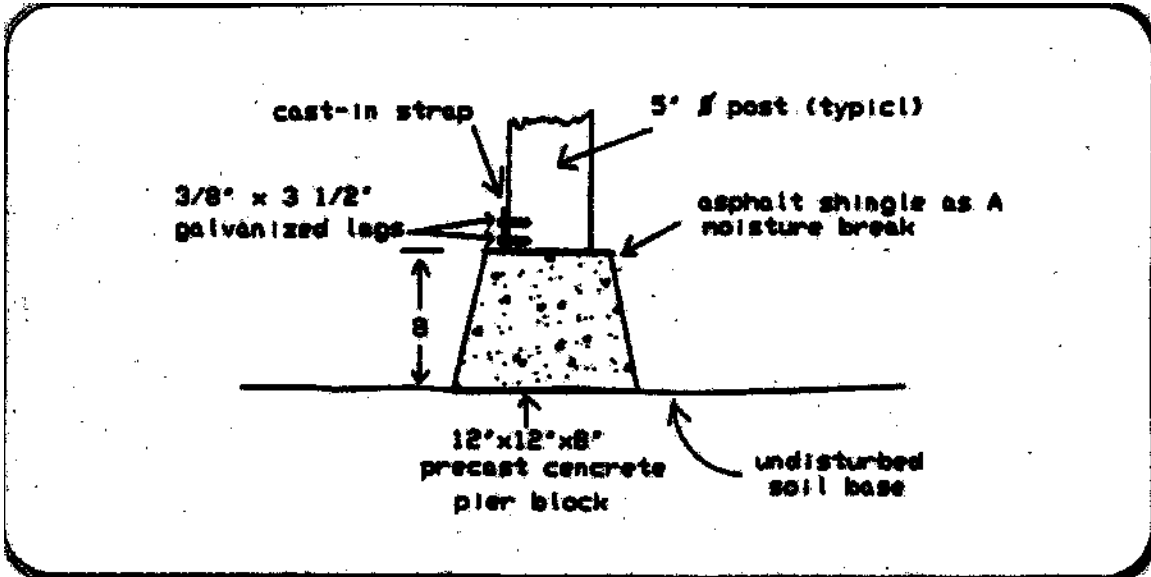 cast-in strap
5" ø post (typicl)
3/8" x 3 1/2"
galvanized lags
asphalt shingle as A
moisture break
8
12"x12"x8"
precast concrete
pier block
undisturbed
soil base